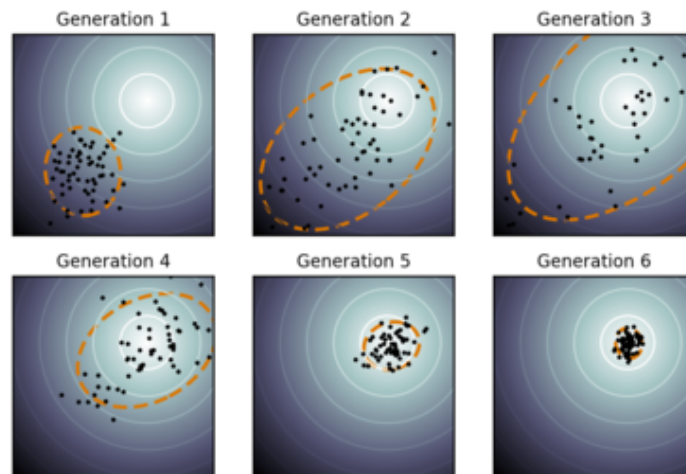 Generation 1
Generation 2
Generation 3
Generation 4
Generation 5
Generation 6